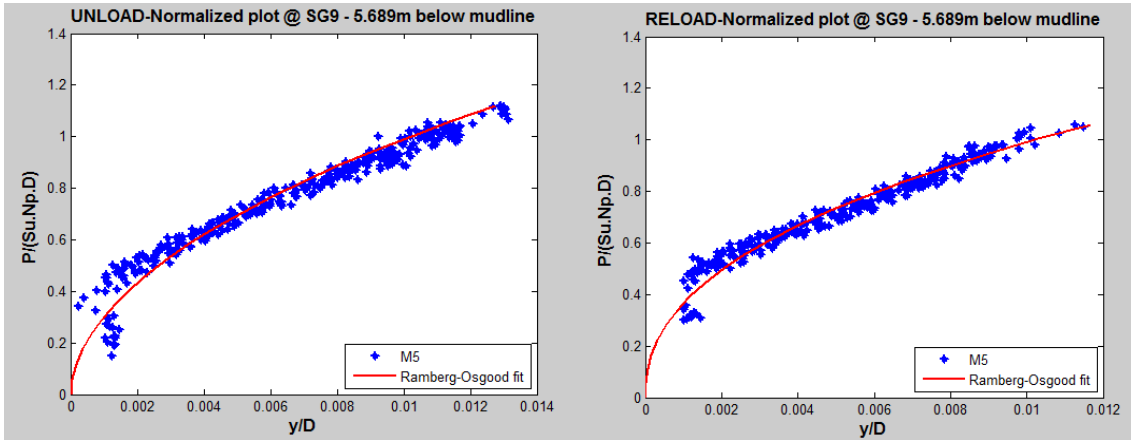 UNLOAD-Normalized plot @ SG9 - 5.689m below mudline
1.4
1.2
1
0.8
0.6
0.4
0.2
0
P/(Su.Np.D)
M5
Ramberg-Osgood fit
0 0.002 0.004 0.006 0.008 0.01 0.012 0.014
y/D
RELOAD-Normalized plot @ SG9 - 5.689m below mudline
1.4
1.2
1
0.8
0.6
0.4
0.2
0
P/(Su.Np.D)
M5
Ramberg-Osgood fit
0 0.002 0.004 0.006 0.008 0.01 0.012
y/D